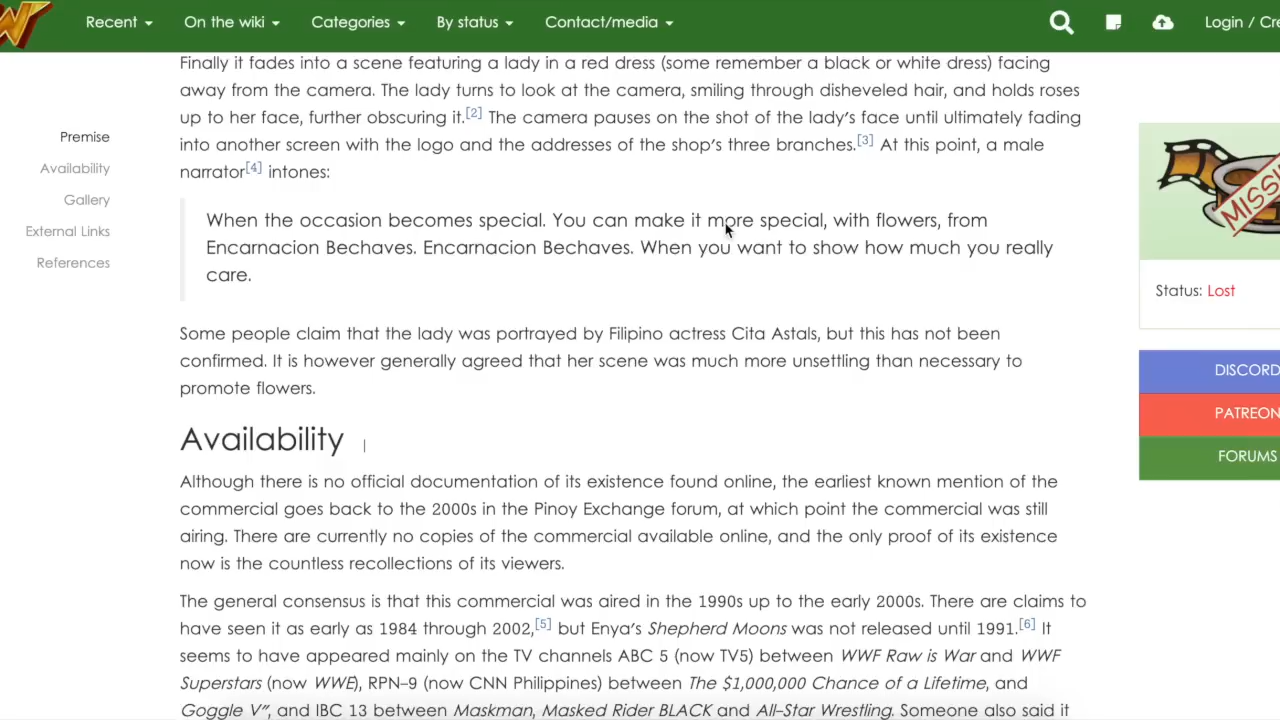 Recent On the wiki Categories By status Contact/media Login / Cre
Finally it fades into a scene featuring a lady in a red dress (some remember a black or white dress) facing
away from the camera. The lady turns to look at the camera, smiling through disheveled hair, and holds roses
up to her face, further obscuring it.[2] The camera pauses on the shot of the lady's face until ultimately fading
into another screen with the logo and the addresses of the shop's three branches.[3] At this point, a male
narrator[4] intones:
When the occasion becomes special. You can make it more special, with flowers, from
Encarnacion Bechaves. Encarnacion Bechaves. When you want to show how much you really
care.
Some people claim that the lady was portrayed by Filipino actress Cita Astals, but this has not been
confirmed. It is however generally agreed that her scene was much more unsettling than necessary to
promote flowers.
Availability
Although there is no official documentation of its existence found online, the earliest known mention of the
commercial goes back to the 2000s in the Pinoy Exchange forum, at which point the commercial was still
airing. There are currently no copies of the commercial available online, and the only proof of its existence
now is the countless recollections of its viewers.
The general consensus is that this commercial was aired in the 1990s up to the early 2000s. There are claims to
have seen it as early as 1984 through 2002,[5] but Enya's Shepherd Moons was not released until 1991.[6] It
seems to have appeared mainly on the TV channels ABC 5 (now TV5) between WWF Raw is War and WWF
Superstars (now WWE), RPN-9 (now CNN Philippines) between The $1,000,000 Chance of a Lifetime, and
Goggle V", and IBC 13 between Maskman, Masked Rider BLACK and All-Star Wrestling. Someone also said it
Premise
Availability
Gallery
External Links
References
MISSI
Status: Lost
DISCORD
PATREON
FORUMS